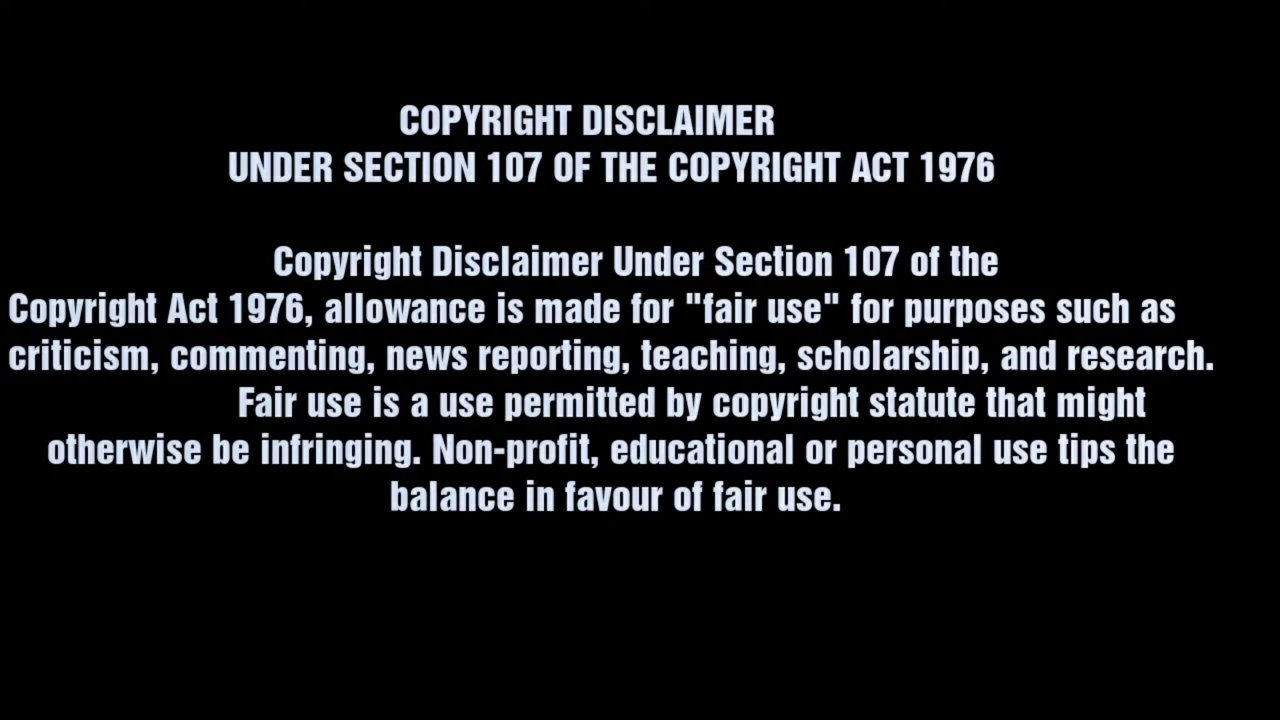 COPYRIGHT DISCLAIMER
UNDER SECTION 107 OF THE COPYRIGHT ACT 1976
Copyright Disclaimer Under Section 107 of the
Copyright Act 1976, allowance is made for "fair use" for purposes such as
criticism, commenting, news reporting, teaching, scholarship, and research.
Fair use is a use permitted by copyright statute that might
otherwise be infringing. Non-profit, educational or personal use tips the
balance in favour of fair use.